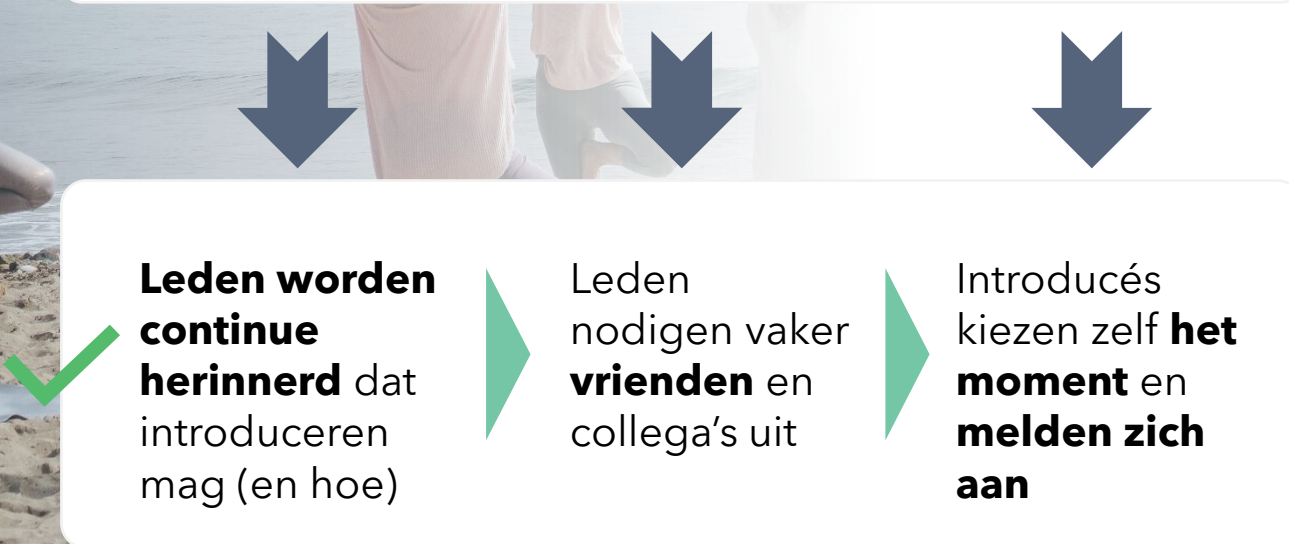 Leden worden
continue
herinnerd dat
introduceren
mag (en hoe)
Leden
nodigen vaker
vrienden en
collega's uit
Introducés
kiezen zelf het
moment en
melden zich
aan